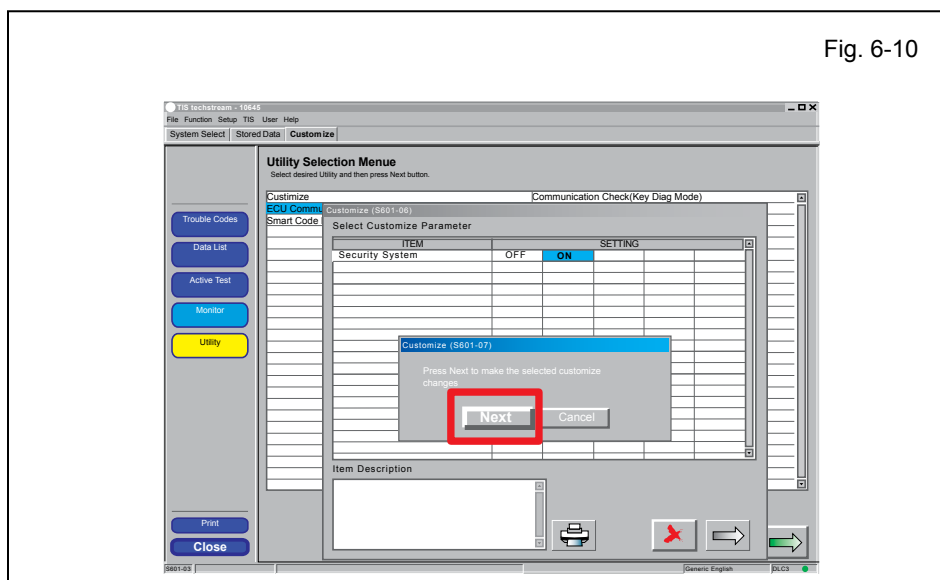 Fig. 6-10
TIS techstream - 10645
File Function Setup TIS User Help
System Select Stored Data Customize
Utility Selection Menue
Select desired Utility and then press Next button.
Custimize Communication Check(Key Diag Mode)
ECU Commu
Smart Code
Customize (S601-06)
Select Customize Parameter
ITEM SETTING
Security System OFF ON
Trouble Codes
Data List
Active Test
Monitor
Utility
Customize (S601-07)
Press Next to make the selected customize
changes
Next Cancel
Item Description
Print
Close
S601-03 Generic English DLC3